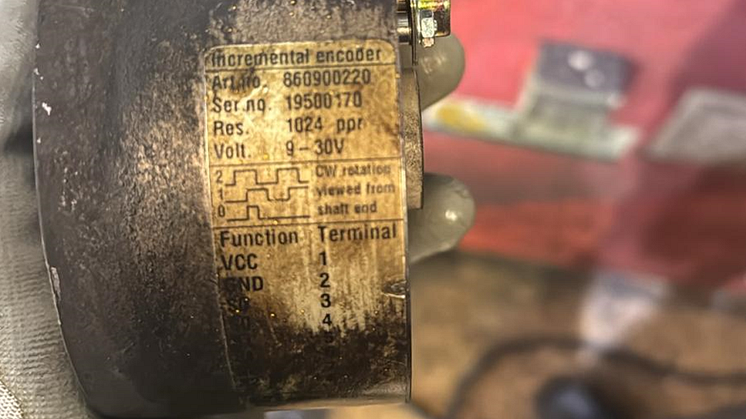 Incremental encoder
Art.no. 860900220
Ser.no. 19500170
Res. 1024 ppr
Volt. 9-30V
2 CW rotation
1 viewed from
0 shaft end
Function Terminal
VCC 1
GND 2
3
4